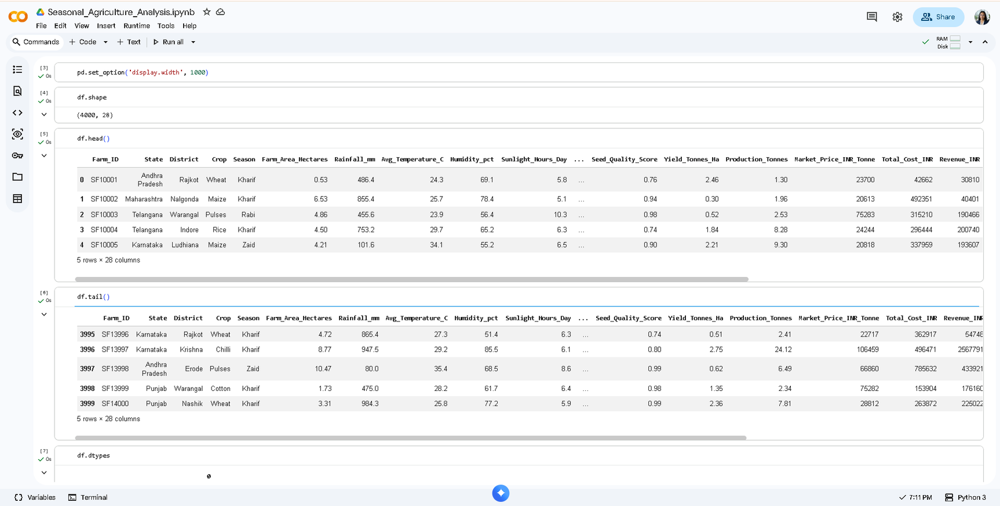 Seasonal_Agriculture_Analysis.ipynb
File Edit View Insert Runtime Tools Help
Share
Commands + Code + Text Run all
RAM
Disk
[3]
0s
pd.set_option('display.width', 1000)
[4]
0s
df.shape
(4000, 28)
[5]
0s
df.head()
Farm_ID State District Crop Season Farm_Area_Hectares Rainfall_mm Avg_Temperature_C Humidity_pct Sunlight_Hours_Day ... Seed_Quality_Score Yield_Tonnes_Ha Production_Tonnes Market_Price_INR_Tonne Total_Cost_INR Revenue_INR
0 SF10001 Andhra Pradesh Rajkot Wheat Kharif 0.53 486.4 24.3 69.1 5.8 ... 0.76 2.46 1.30 23700 42662 30810
1 SF10002 Maharashtra Nalgonda Maize Kharif 6.53 855.4 25.7 78.4 5.1 ... 0.94 0.30 1.96 20613 492351 40401
2 SF10003 Telangana Warangal Pulses Rabi 4.86 455.6 23.9 56.4 10.3 ... 0.98 0.52 2.53 75283 315210 190466
3 SF10004 Telangana Indore Rice Kharif 4.50 753.2 29.7 65.2 6.3 ... 0.74 1.84 8.28 24244 296444 200740
4 SF10005 Karnataka Ludhiana Maize Zaid 4.21 101.6 34.1 55.2 6.5 ... 0.90 2.21 9.30 20818 337959 193607
5 rows × 28 columns
[6]
0s
df.tail()
Farm_ID State District Crop Season Farm_Area_Hectares Rainfall_mm Avg_Temperature_C Humidity_pct Sunlight_Hours_Day ... Seed_Quality_Score Yield_Tonnes_Ha Production_Tonnes Market_Price_INR_Tonne Total_Cost_INR Revenue_INR
3995 SF13996 Karnataka Rajkot Wheat Kharif 4.72 865.4 27.3 51.4 6.3 ... 0.74 0.51 2.41 22717 362917 54748
3996 SF13997 Karnataka Krishna Chilli Kharif 8.77 947.5 29.2 85.5 6.1 ... 0.80 2.75 24.12 106459 496471 2567791
3997 SF13998 Andhra Pradesh Erode Pulses Zaid 10.47 80.0 35.4 68.5 8.6 ... 0.99 0.62 6.49 66860 785632 433921
3998 SF13999 Punjab Warangal Cotton Kharif 1.73 475.0 28.2 61.7 6.4 ... 0.98 1.35 2.34 75282 153904 176160
3999 SF14000 Punjab Nashik Wheat Kharif 3.31 984.3 25.8 77.2 5.9 ... 0.99 2.36 7.81 28812 263872 225022
5 rows × 28 columns
[7]
0s
df.dtypes
0
Variables Terminal 7:11 PM Python 3